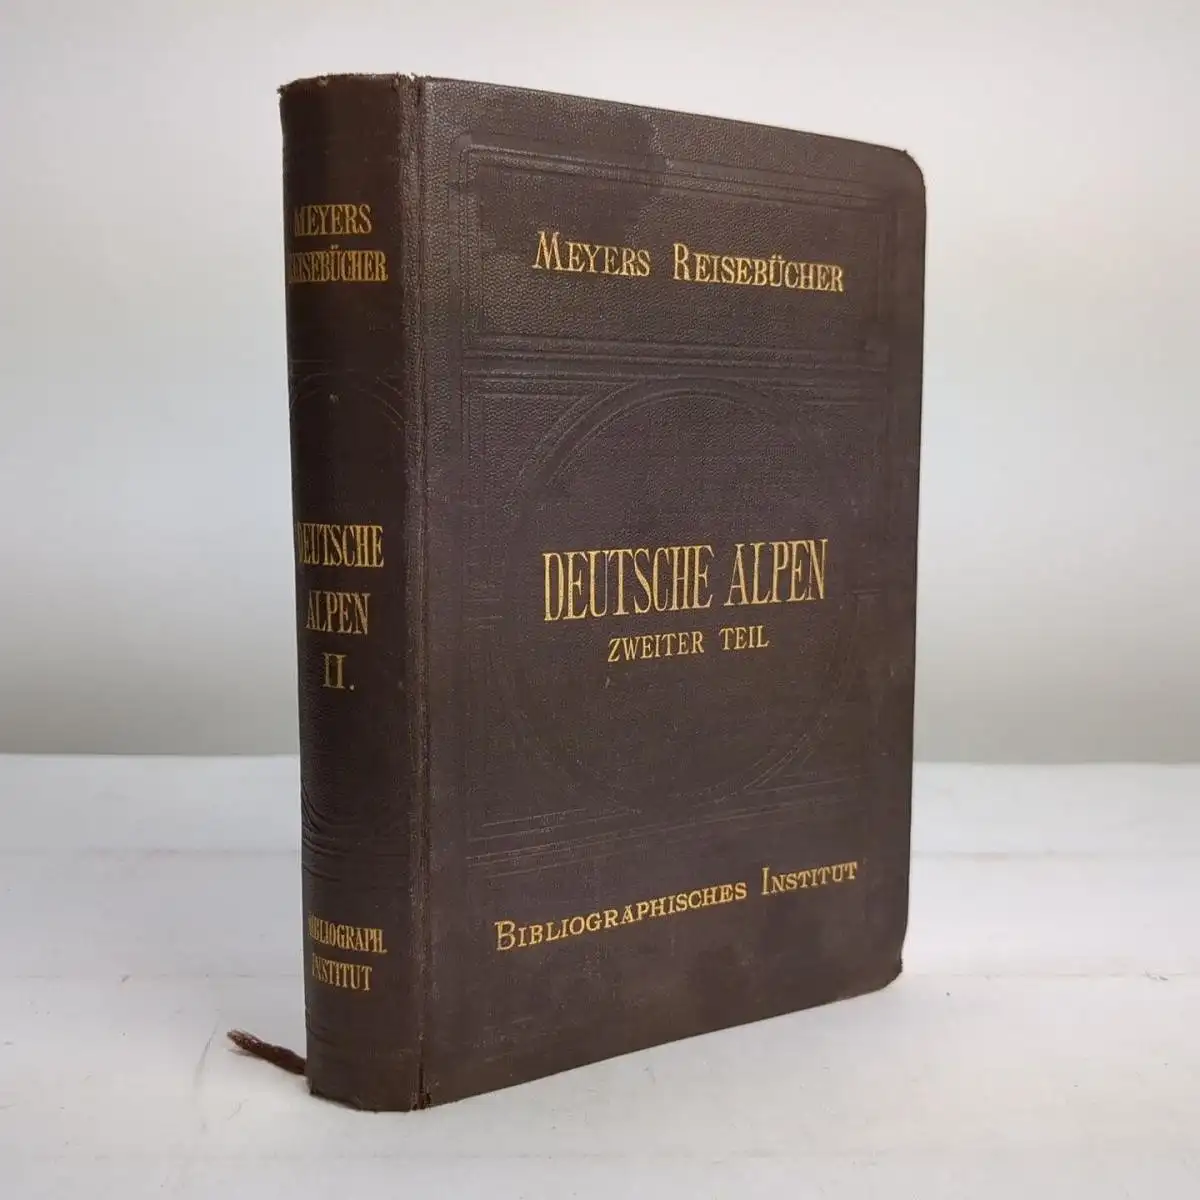 MEYERS
REISEBÜCHER
DEUTSCHE
ALPEN
II.
BIBLIOGRAPH.
INSTITUT
MEYERS REISEBÜCHER
DEUTSCHE ALPEN
ZWEITER TEIL
BIBLIOGRAPHISCHES INSTITUT